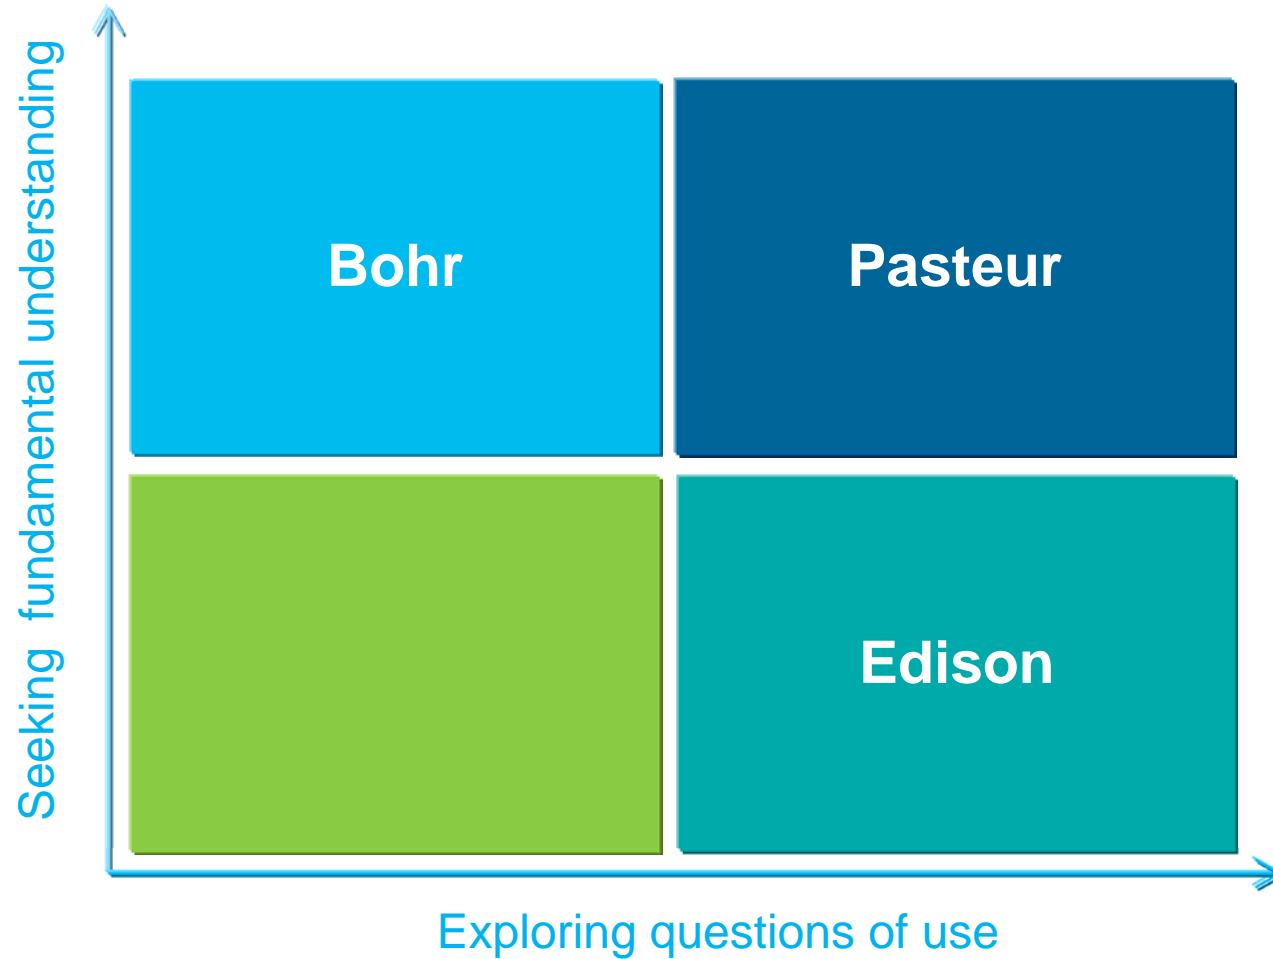 Seeking fundamental understanding
Bohr
Pasteur
Edison
Exploring questions of use